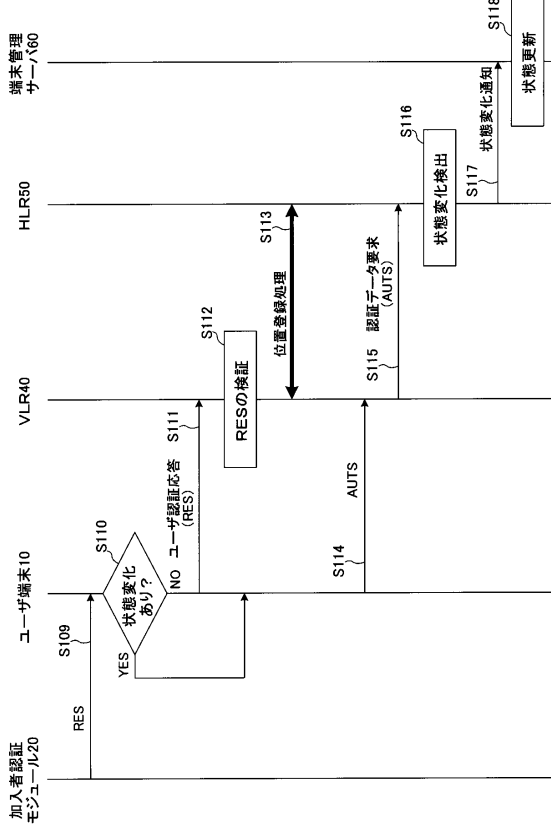 加入者認証
モジュール20
ユーザ端末10
VLR40
HLR50
端末管理
サーバ60
RES
S109
状態変化
あり?
S110
YES
NO
ユーザ認証応答
(RES)
S111
RESの検証
S112
位置登録処理
S113
S114
AUTS
S115
認証データ要求
(AUTS)
状態変化検出
S116
S117
状態変化通知
状態更新
S118